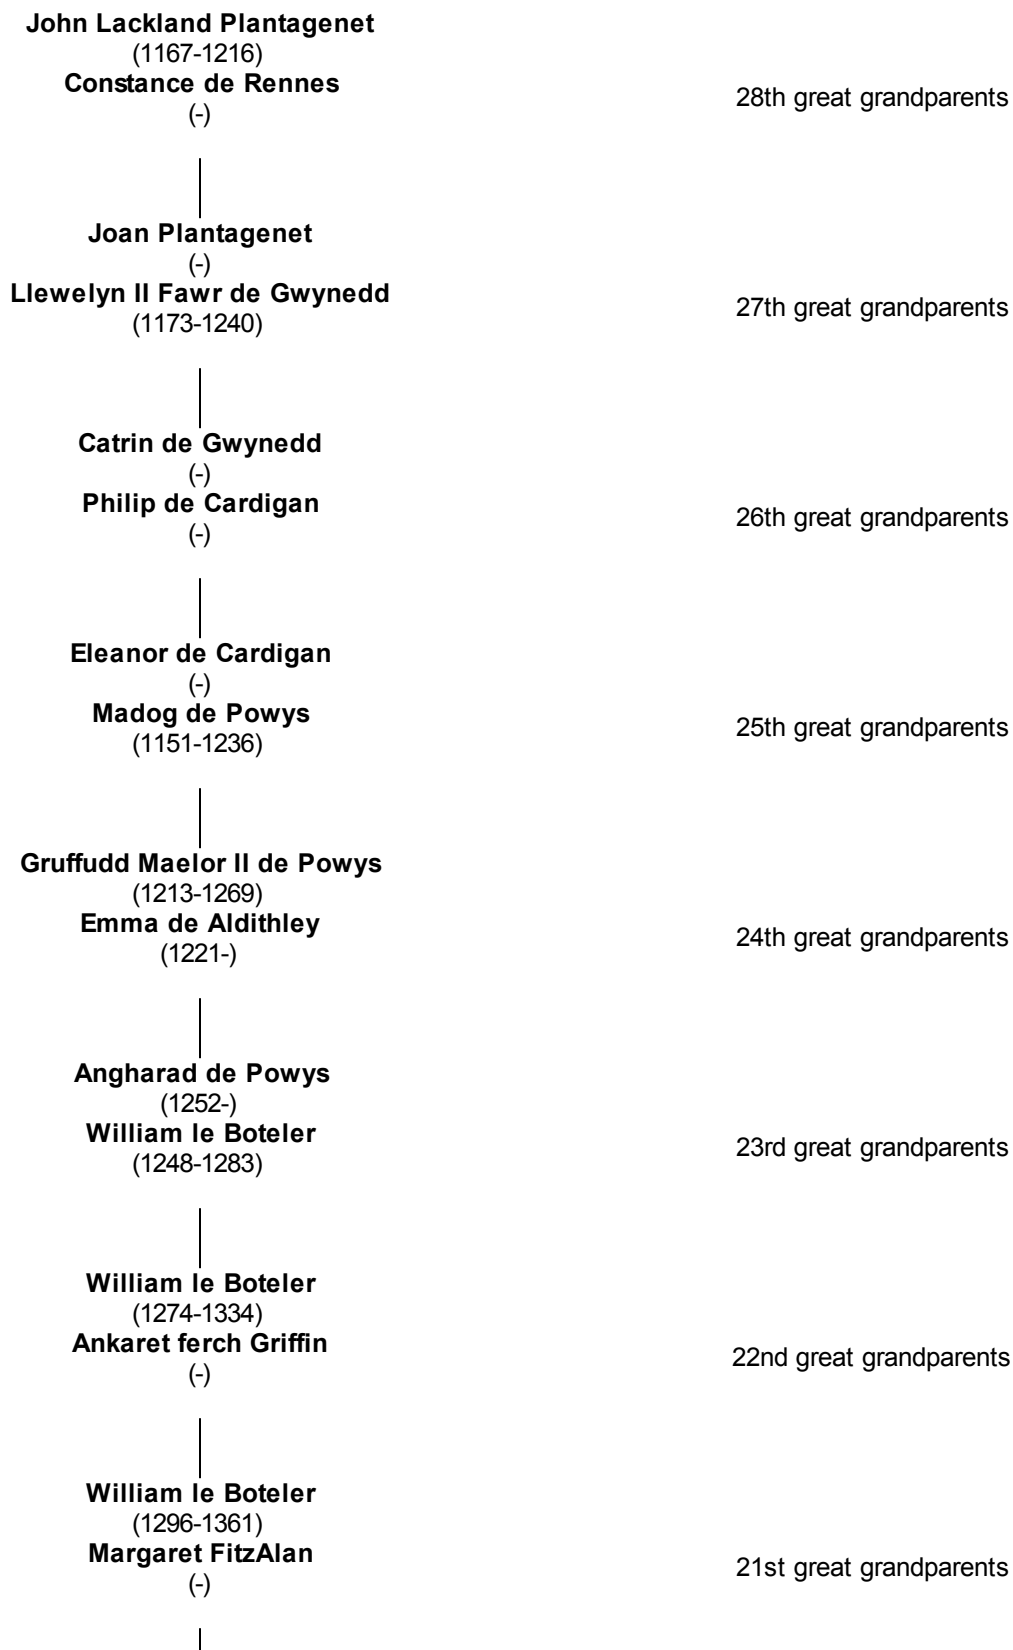 John Lackland Plantagenet
(1167-1216)
Constance de Rennes
(-)
28th great grandparents
Joan Plantagenet
(-)
Llewelyn II Fawr de Gwynedd
(1173-1240)
27th great grandparents
Catrin de Gwynedd
(-)
Philip de Cardigan
(-)
26th great grandparents
Eleanor de Cardigan
(-)
Madog de Powys
(1151-1236)
25th great grandparents
Gruffudd Maelor II de Powys
(1213-1269)
Emma de Aldithley
(1221-)
24th great grandparents
Angharad de Powys
(1252-)
William le Boteler
(1248-1283)
23rd great grandparents
William le Boteler
(1274-1334)
Ankaret ferch Griffin
(-)
22nd great grandparents
William le Boteler
(1296-1361)
Margaret FitzAlan
(-)
21st great grandparents